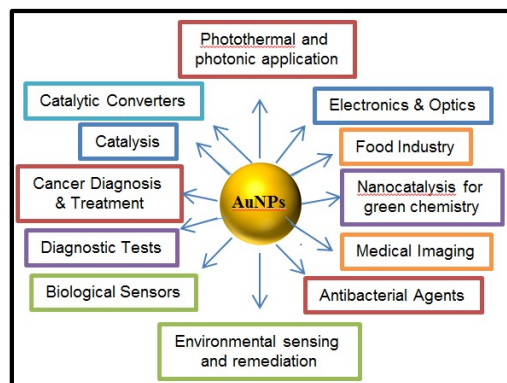 Photothermal and
photonic application
Catalytic Converters
Electronics & Optics
Catalysis
Food Industry
Cancer Diagnosis
& Treatment
AuNPs
Nanocatalysis for
green chemistry
Diagnostic Tests
Medical Imaging
Biological Sensors
Antibacterial Agents
Environmental sensing
and remediation